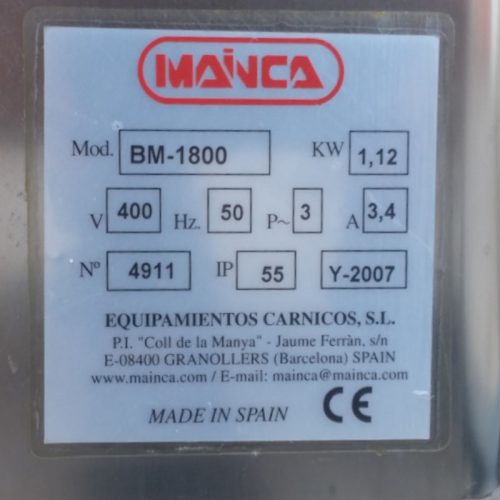 MAINCA
Mod. BM-1800 KW 1,12
V 400 Hz. 50 P~ 3 A 3,4
Nº 4911 IP 55 Y-2007
EQUIPAMIENTOS CARNICOS, S.L.
P.I. "Coll de la Manya" - Jaume Ferràn, s/n
E-08400 GRANOLLERS (Barcelona) SPAIN
www.mainca.com / E-mail: mainca@mainca.com
MADE IN SPAIN CE